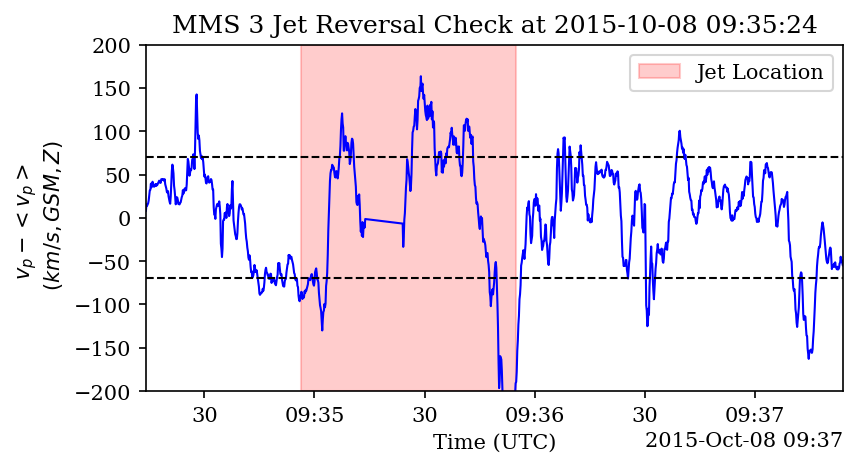 MMS 3 Jet Reversal Check at 2015-10-08 09:35:24
200
150
100
50
0
−50
−100
−150
−200
v_p − < v_p >
(km/s, GSM, Z)
Jet Location
30
09:35
30
09:36
30
09:37
Time (UTC)
2015-Oct-08 09:37